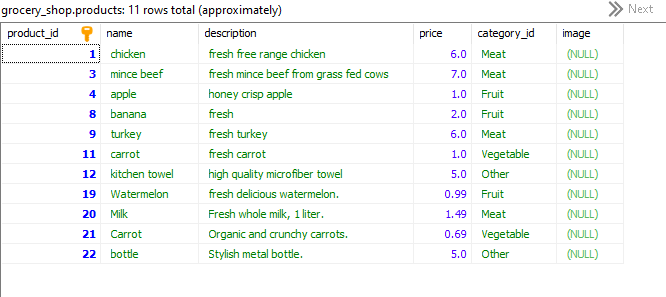 grocery_shop.products: 11 rows total (approximately) Next
product_id name description price category_id image
1 chicken fresh free range chicken 6.0 Meat (NULL)
3 mince beef fresh mince beef from grass fed cows 7.0 Meat (NULL)
4 apple honey crisp apple 1.0 Fruit (NULL)
8 banana fresh 2.0 Fruit (NULL)
9 turkey fresh turkey 6.0 Meat (NULL)
11 carrot fresh carrot 1.0 Vegetable (NULL)
12 kitchen towel high quality microfiber towel 5.0 Other (NULL)
19 Watermelon fresh delicious watermelon. 0.99 Fruit (NULL)
20 Milk Fresh whole milk, 1 liter. 1.49 Meat (NULL)
21 Carrot Organic and crunchy carrots. 0.69 Vegetable (NULL)
22 bottle Stylish metal bottle. 5.0 Other (NULL)